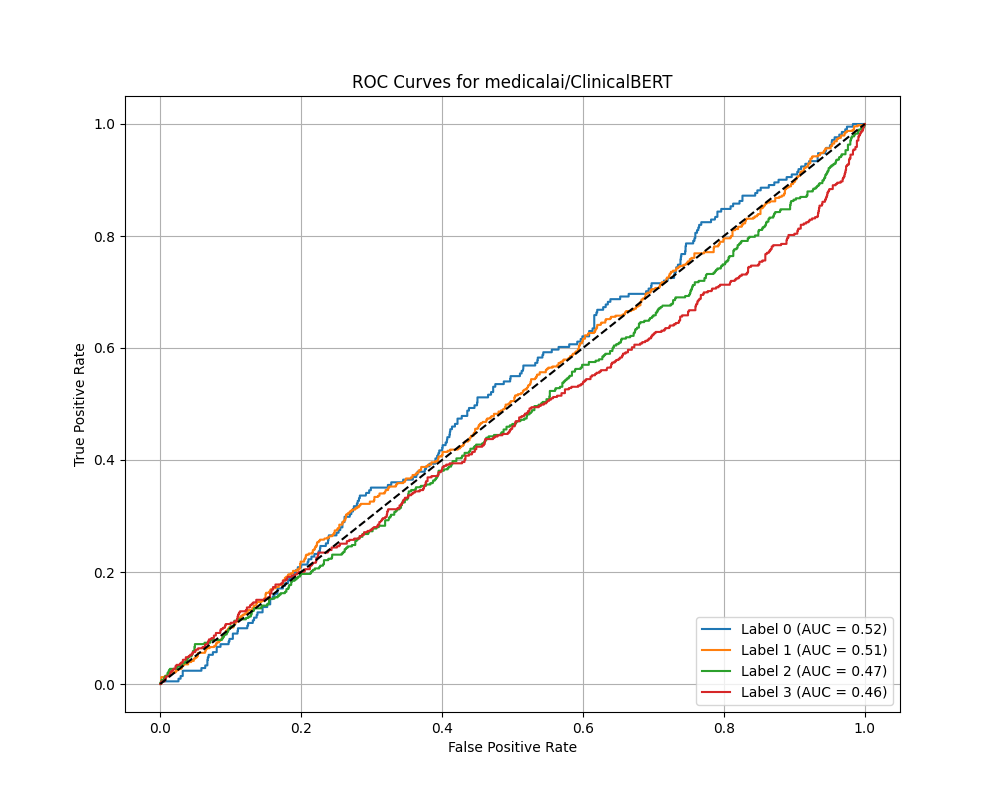 ROC Curves for medicalai/ClinicalBERT
True Positive Rate
1.0
0.8
0.6
0.4
0.2
0.0
0.0 0.2 0.4 0.6 0.8 1.0
False Positive Rate
Label 0 (AUC = 0.52)
Label 1 (AUC = 0.51)
Label 2 (AUC = 0.47)
Label 3 (AUC = 0.46)